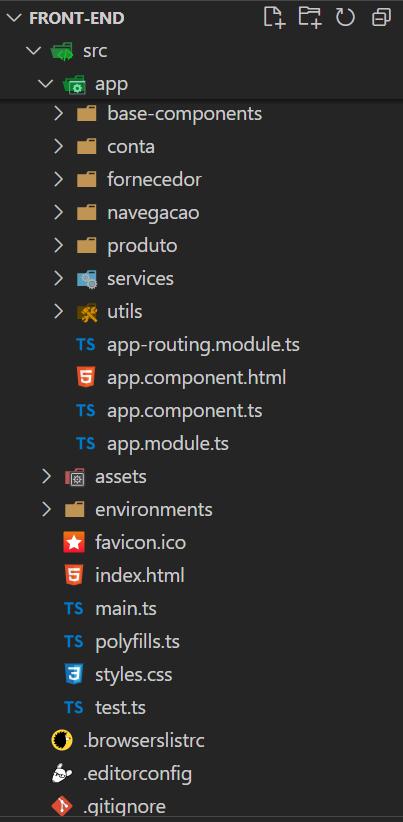 FRONT-END
src
app
base-components
conta
fornecedor
navegacao
produto
services
utils
TS app-routing.module.ts
app.component.html
TS app.component.ts
TS app.module.ts
assets
environments
favicon.ico
index.html
TS main.ts
TS polyfills.ts
styles.css
TS test.ts
.browserslistrc
.editorconfig
.gitignore